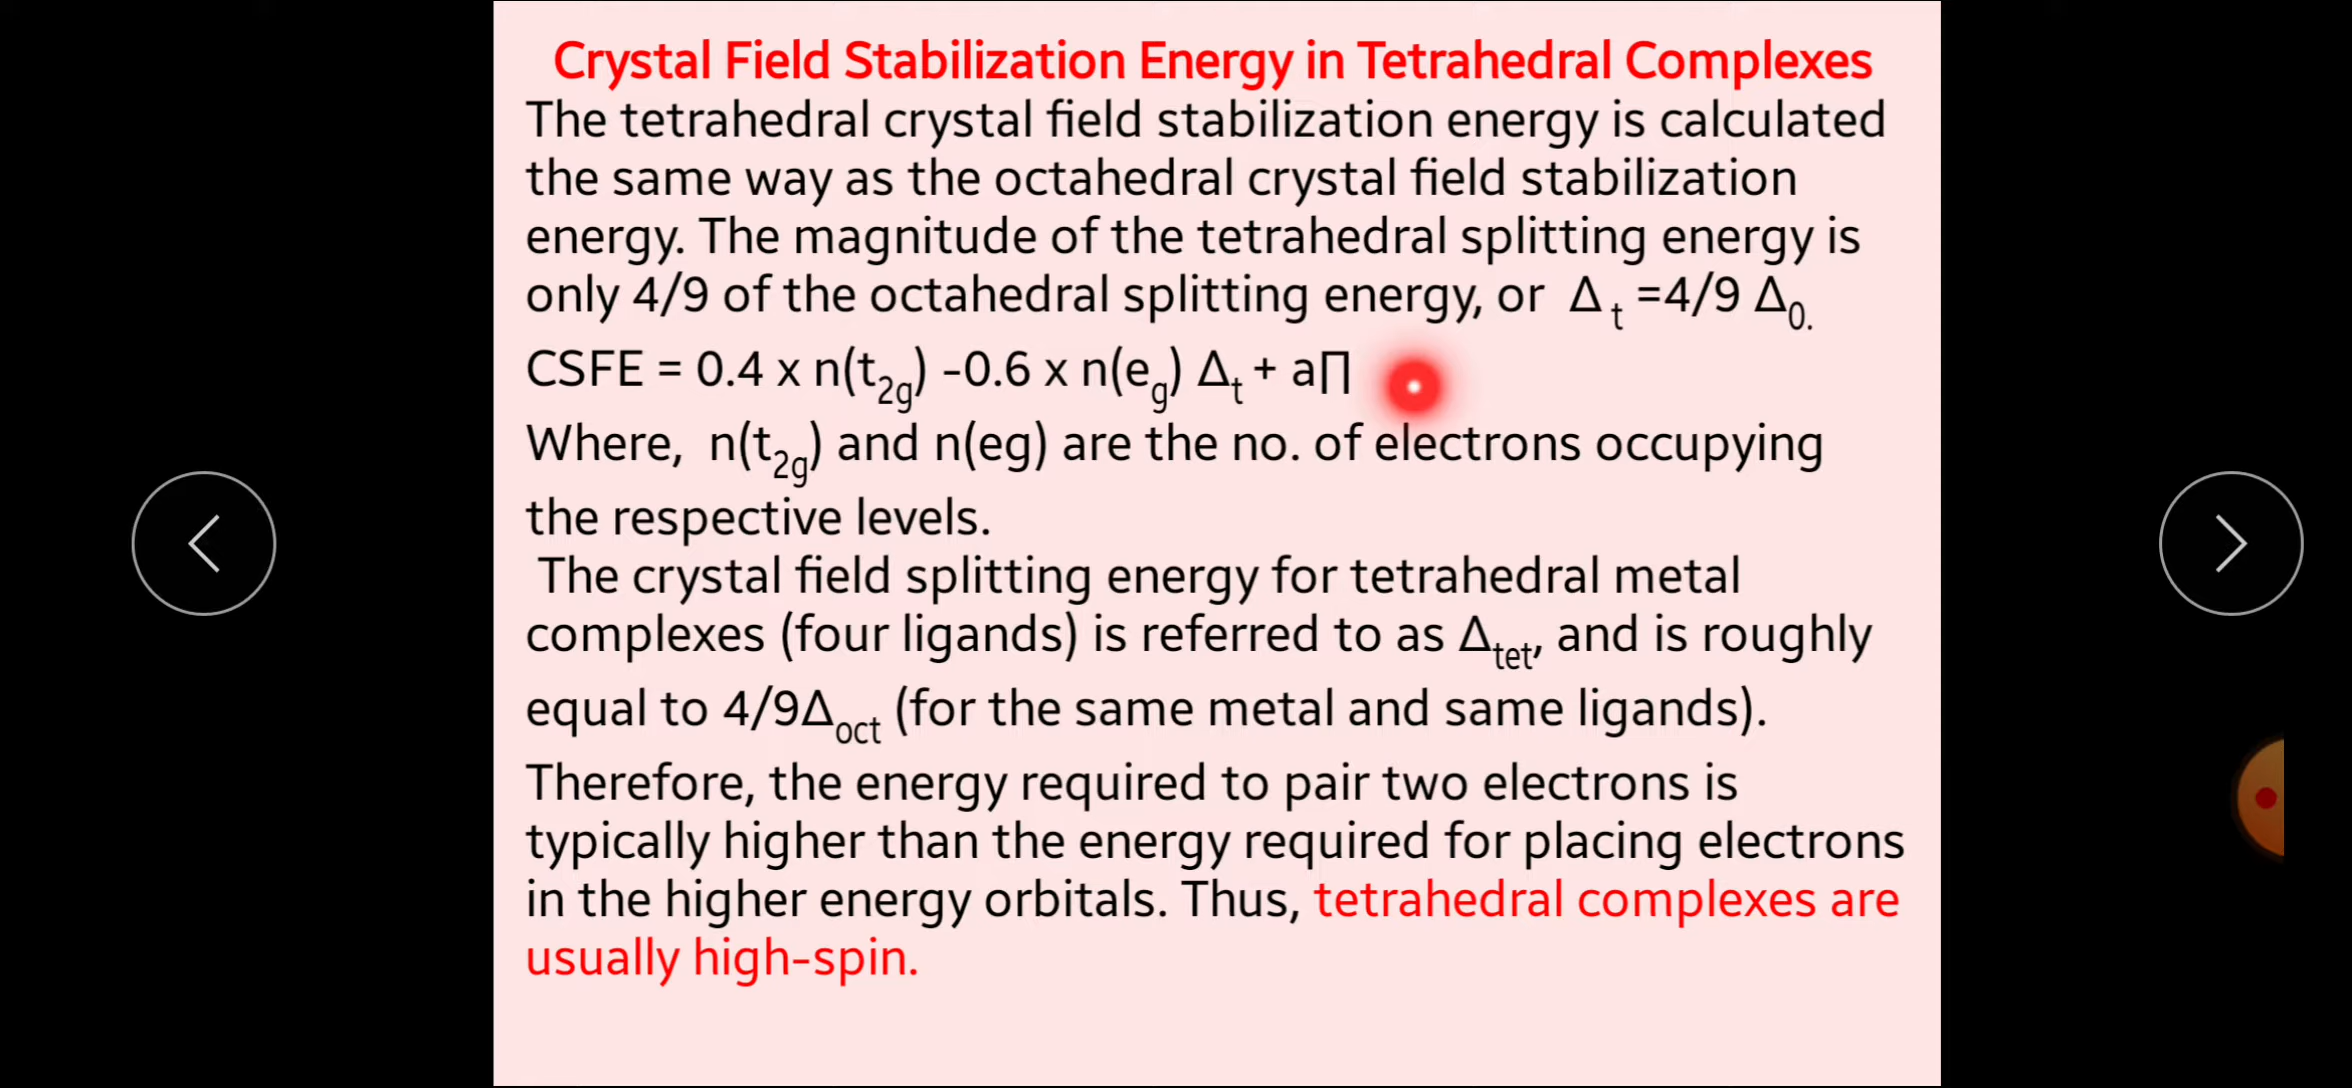 Crystal Field Stabilization Energy in Tetrahedral Complexes
The tetrahedral crystal field stabilization energy is calculated
the same way as the octahedral crystal field stabilization
energy. The magnitude of the tetrahedral splitting energy is
only 4/9 of the octahedral splitting energy, or Δt =4/9 Δ0.
CSFE = 0.4 x n(t2g) -0.6 x n(eg) Δt + a∏
Where, n(t2g) and n(eg) are the no. of electrons occupying
the respective levels.
The crystal field splitting energy for tetrahedral metal
complexes (four ligands) is referred to as Δtet, and is roughly
equal to 4/9Δoct (for the same metal and same ligands).
Therefore, the energy required to pair two electrons is
typically higher than the energy required for placing electrons
in the higher energy orbitals. Thus, tetrahedral complexes are
usually high-spin.